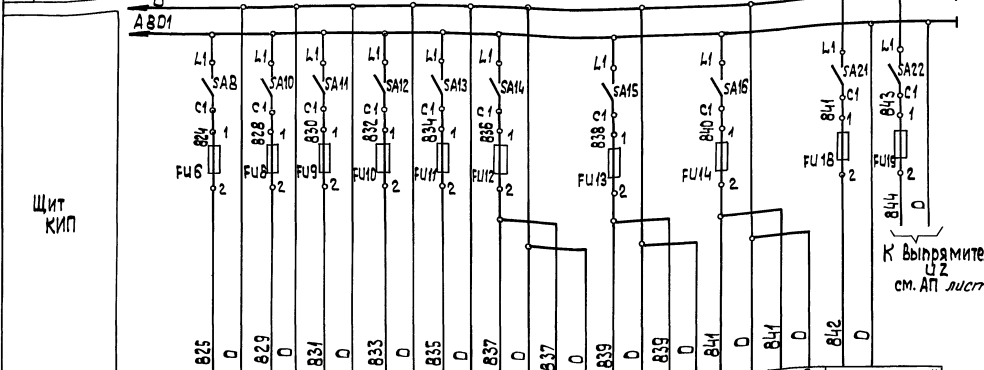 0
А801
L1 L1 L1 L1 L1 L1 L1 L1 L1 L1
SA8 SA10 SA11 SA12 SA13 SA14 SA15 SA16 SA21 SA22
C1 C1 C1 C1 C1 C1 C1 C1 C1 C1
824 828 830 832 834 836 838 840 841 843
1 1 1 1 1 1 1 1 1 1
FU6 FU8 FU9 FU10 FU11 FU12 FU13 FU14 FU18 FU19
2 2 2 2 2 2 2 2 2 2
Щит
КИП
844 0
К выпрямите
U2
см. АП лист
825 0 829 0 831 0 833 0 835 0 837 0 837 0 839 0 839 0 841 0 841 0 842 0